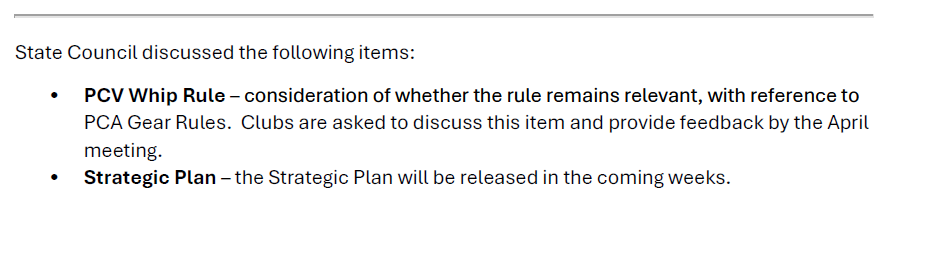 State Council discussed the following items:
• PCV Whip Rule – consideration of whether the rule remains relevant, with reference to
PCA Gear Rules.  Clubs are asked to discuss this item and provide feedback by the April
meeting.
• Strategic Plan – the Strategic Plan will be released in the coming weeks.